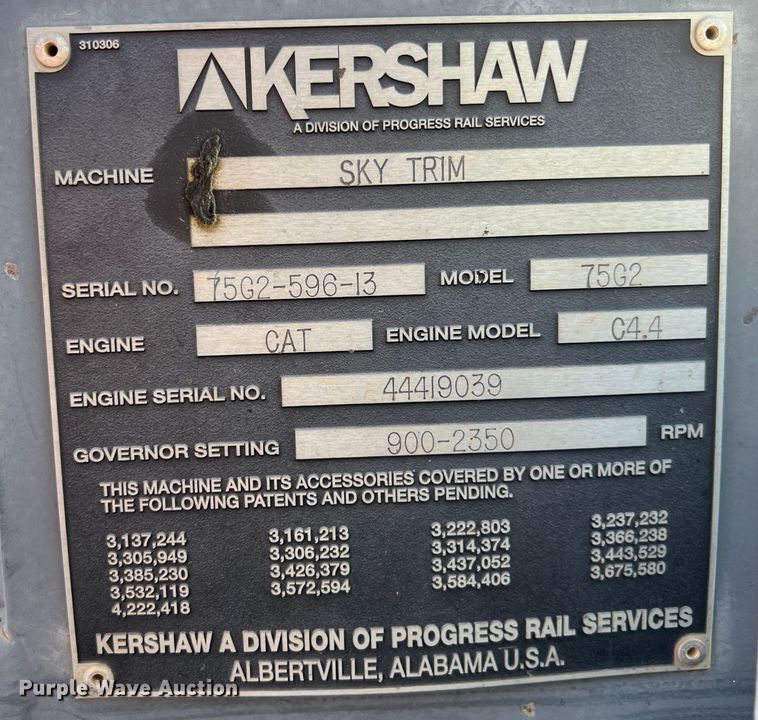 310306
KERSHAW
A DIVISION OF PROGRESS RAIL SERVICES
MACHINE SKY TRIM
SERIAL NO. 75G2-596-13 MODEL 75G2
ENGINE CAT ENGINE MODEL C4.4
ENGINE SERIAL NO. 44419039
GOVERNOR SETTING 900-2350 RPM
THIS MACHINE AND ITS ACCESSORIES COVERED BY ONE OR MORE OF
THE FOLLOWING PATENTS AND OTHERS PENDING.
3,137,244 3,161,213 3,222,803 3,237,232
3,305,949 3,306,232 3,314,374 3,366,238
3,385,230 3,426,379 3,437,052 3,443,529
3,532,119 3,572,594 3,584,406 3,675,580
4,222,418
KERSHAW A DIVISION OF PROGRESS RAIL SERVICES
ALBERTVILLE, ALABAMA U.S.A.
Purple Wave Auction